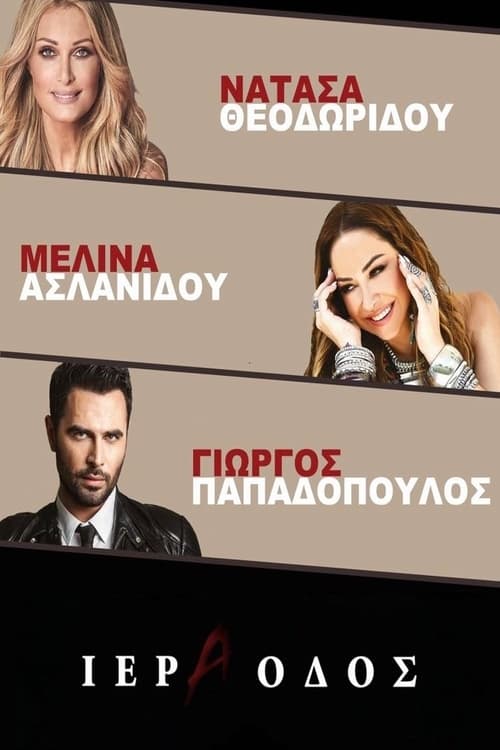 ΝΑΤΑΣΑ
ΘΕΟΔΩΡΙΔΟΥ
ΜΕΛΙΝΑ
ΑΣΛΑΝΙΔΟΥ
ΓΙΩΡΓΟΣ
ΠΑΠΑΔΟΠΟΥΛΟΣ
ΙΕΡΑ ΟΔΟΣ